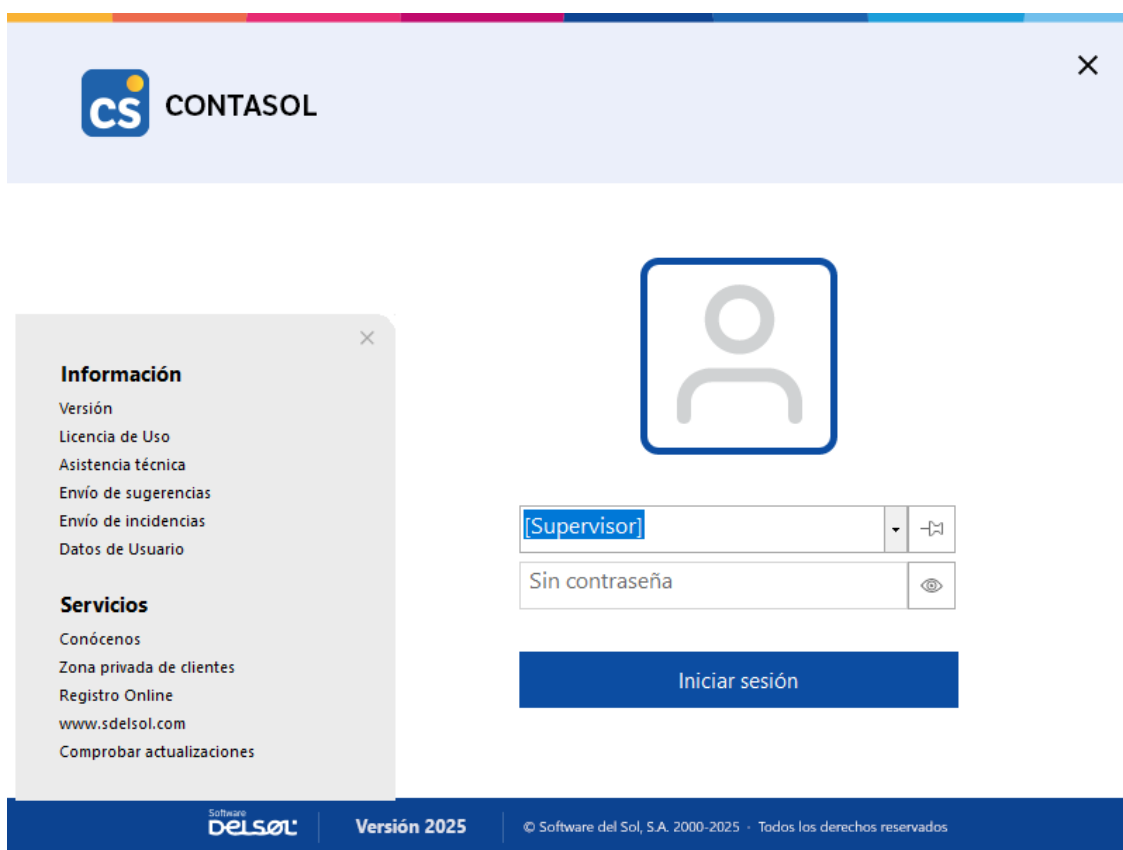 cs CONTASOL
Información
Versión
Licencia de Uso
Asistencia técnica
Envío de sugerencias
Envío de incidencias
Datos de Usuario
Servicios
Conócenos
Zona privada de clientes
Registro Online
www.sdelsol.com
Comprobar actualizaciones
[Supervisor]
Sin contraseña
Iniciar sesión
Software
DELSOL
Versión 2025
© Software del Sol, S.A. 2000-2025 · Todos los derechos reservados